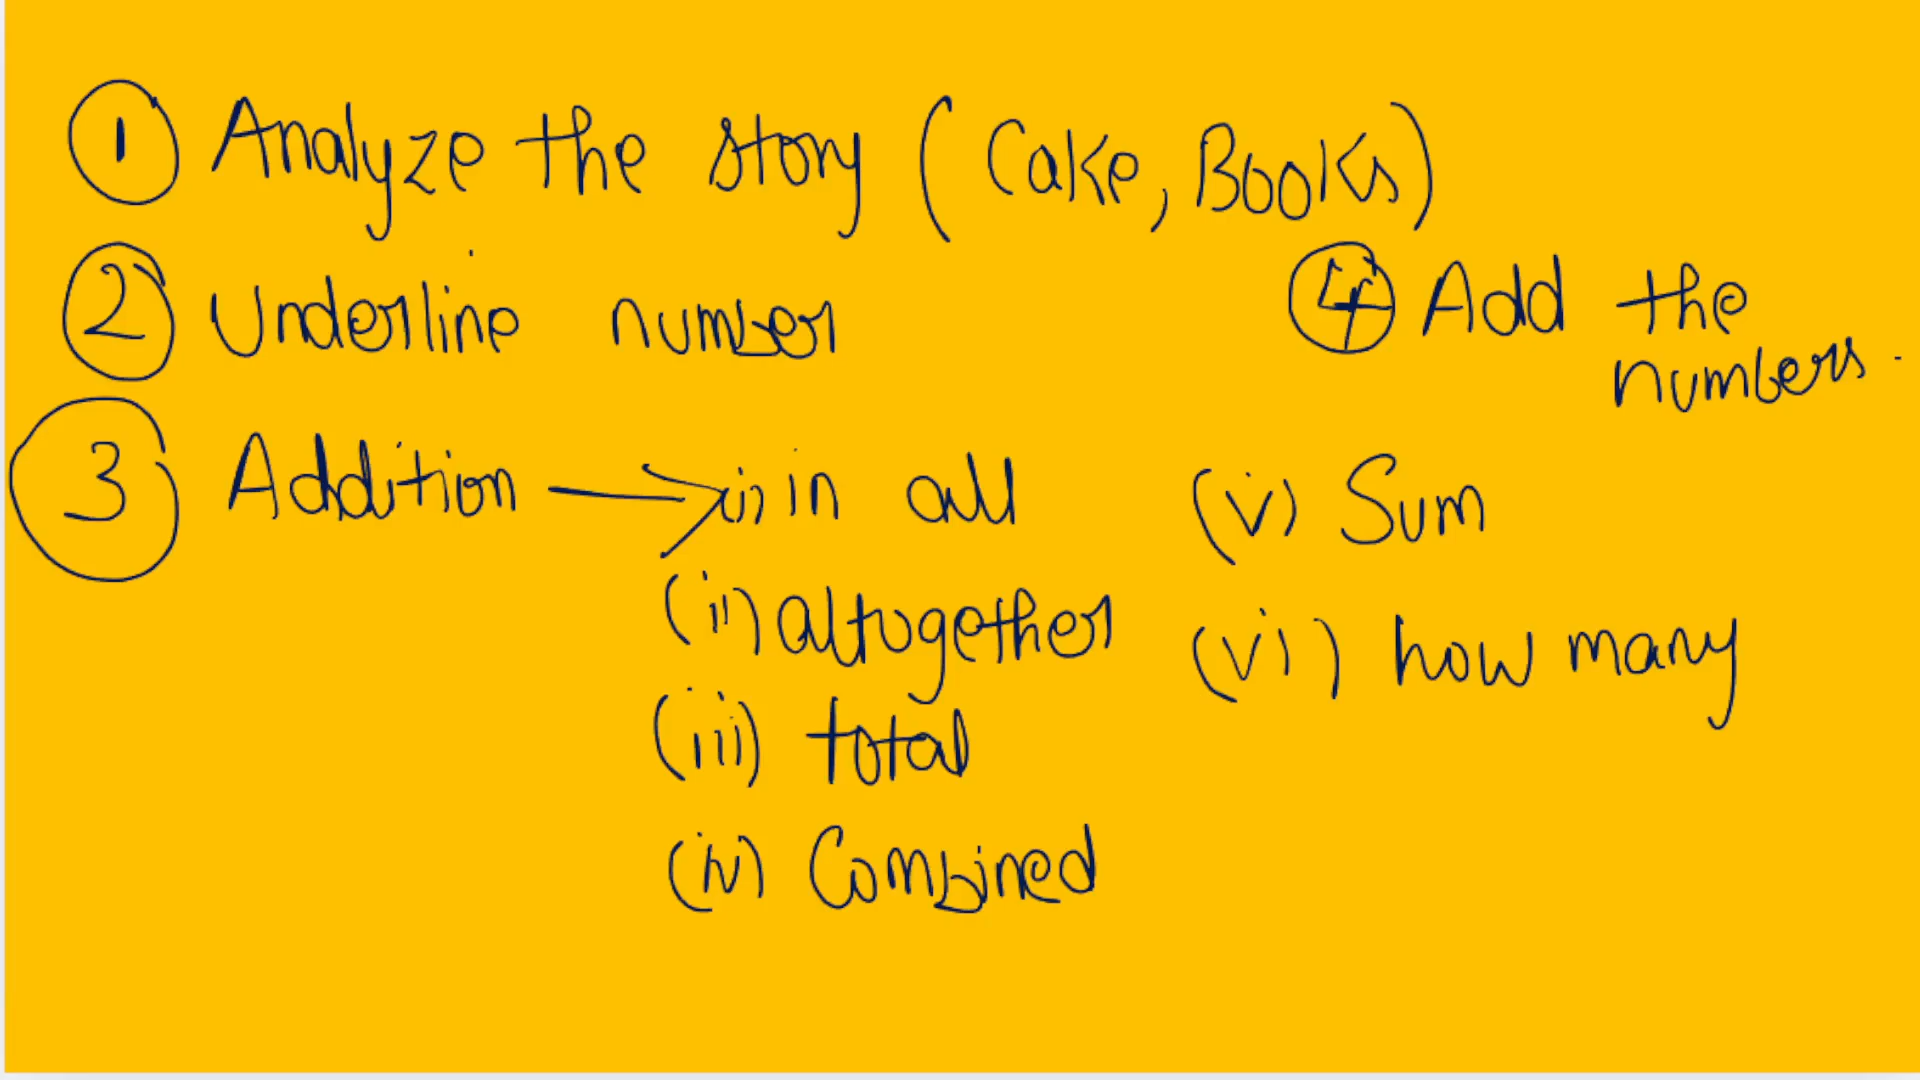 ① Analyze the story (Cake, Books)
② Underline number
④ Add the
numbers.
③ Addition → i) in all
(ii) altogether
(iii) total
(iv) Combined
(v) Sum
(vi) how many